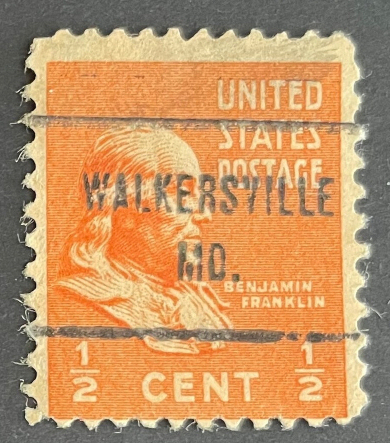 UNITED
STATES
POSTAGE
WALKERSVILLE
MD.
BENJAMIN
FRANKLIN
1/2 CENT 1/2